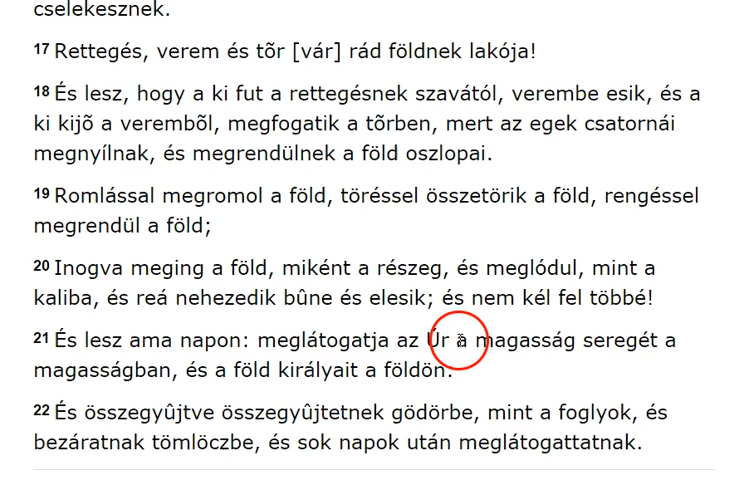 cselekesznek.
17 Rettegés, verem és tõr [vár] rád földnek lakója!
18 És lesz, hogy a ki fut a rettegésnek szavától, verembe esik, és a
ki kijõ a verembõl, megfogatik a tõrben, mert az egek csatornái
megnyílnak, és megrendülnek a föld oszlopai.
19 Romlással megromol a föld, töréssel összetörik a föld, rengéssel
megrendül a föld;
20 Inogva meging a föld, miként a részeg, és meglódul, mint a
kaliba, és reá nehezedik bûne és elesik; és nem kél fel többé!
21 És lesz ama napon: meglátogatja az Úr a magasság seregét a
magasságban, és a föld királyait a földön.
22 És összegyûjtve összegyûjtetnek gödörbe, mint a foglyok, és
bezáratnak tömlöczbe, és sok napok után meglátogattatnak.